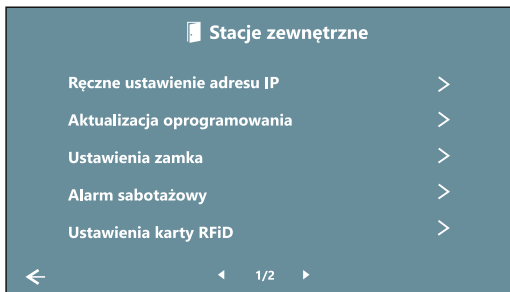 Stacje zewnętrzne
Ręczne ustawienie adresu IP
Aktualizacja oprogramowania
Ustawienia zamka
Alarm sabotażowy
Ustawienia karty RFiD
1/2